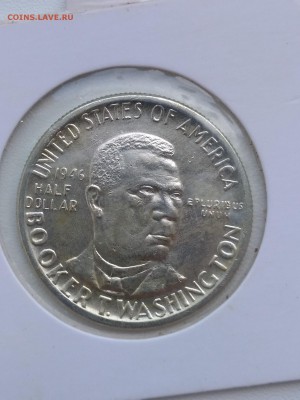 COINS.LAVE.RU
UNITED STATES OF AMERICA
1946
HALF
DOLLAR
E PLURIBUS
UNUM
BOOKER T. WASHINGTON